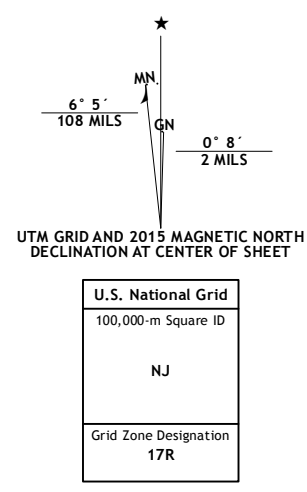 ★
MN.
GN
6° 5´
108 MILS
0° 8´
2 MILS
UTM GRID AND 2015 MAGNETIC NORTH
DECLINATION AT CENTER OF SHEET
U.S. National Grid
100,000-m Square ID
NJ
Grid Zone Designation
17R